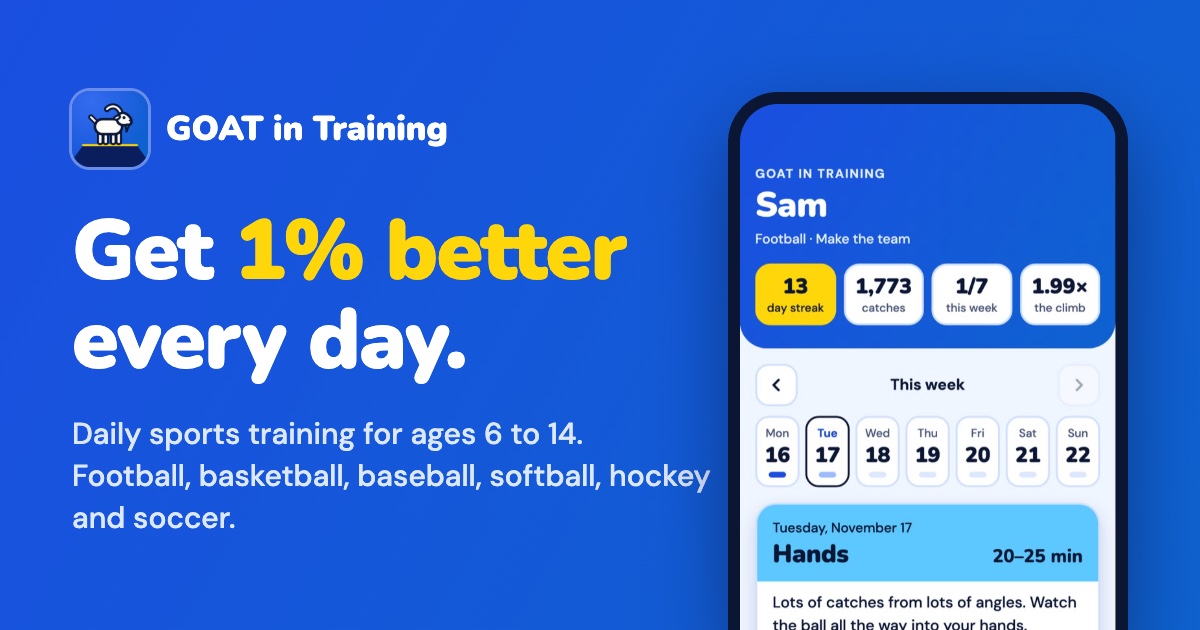 GOAT in Training
Get 1% better
every day.
Daily sports training for ages 6 to 14.
Football, basketball, baseball, softball, hockey
and soccer.
GOAT IN TRAINING
Sam
Football · Make the team
13
day streak
1,773
catches
1/7
this week
1.99×
the climb
This week
Mon
16
Tue
17
Wed
18
Thu
19
Fri
20
Sat
21
Sun
22
Tuesday, November 17
Hands
20–25 min
Lots of catches from lots of angles. Watch
the ball all the way into your hands.